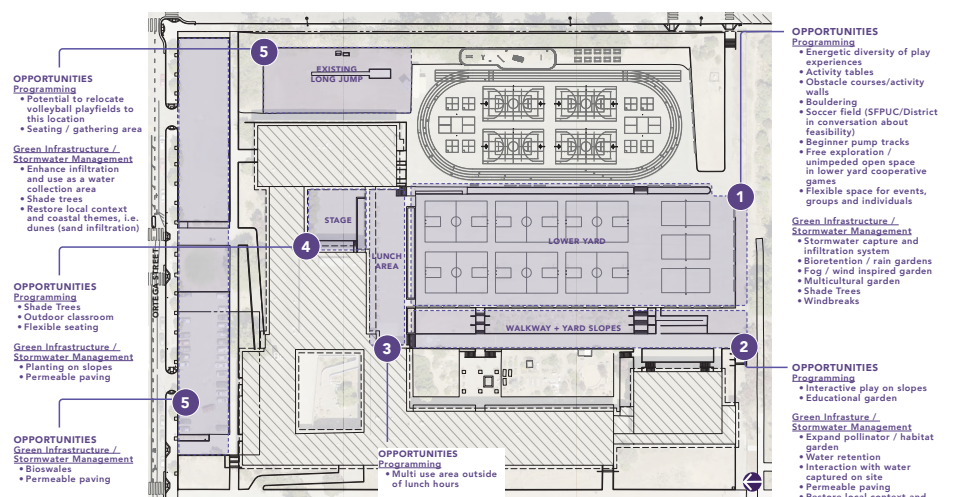 OPPORTUNITIES
Programming
• Potential to relocate
volleyball playfields to
this location
• Seating / gathering area
Green Infrastructure /
Stormwater Management
• Enhance infiltration
and use as a water
collection area
• Shade trees
• Restore local context
and coastal themes, i.e.
dunes (sand infiltration)
OPPORTUNITIES
Programming
• Shade Trees
• Outdoor classroom
• Flexible seating
Green Infrastructure /
Stormwater Management
• Planting on slopes
• Permeable paving
OPPORTUNITIES
Green Infrastructure /
Stormwater Management
• Bioswales
• Permeable paving
ORTEGA STREET
5
EXISTING
LONG JUMP
STAGE
4
LUNCH
AREA
LOWER YARD
1
WALKWAY + YARD SLOPES
2
3
5
OPPORTUNITIES
Programming
• Multi use area outside
of lunch hours
OPPORTUNITIES
Programming
• Energetic diversity of play
experiences
• Activity tables
• Obstacle courses/activity
walls
• Bouldering
• Soccer field (SFPUC/District
in conversation about
feasibility)
• Beginner pump tracks
• Free exploration /
unimpeded open space
in lower yard cooperative
games
• Flexible space for events,
groups and individuals
Green Infrastructure /
Stormwater Management
• Stormwater capture and
infiltration system
• Bioretention / rain gardens
• Fog / wind inspired garden
• Multicultural garden
• Shade Trees
• Windbreaks
OPPORTUNITIES
Programming
• Interactive play on slopes
• Educational garden
Green Infrasture /
Stormwater Management
• Expand pollinator / habitat
garden
• Water retention
• Interaction with water
captured on site
• Permeable paving
• Restore local context and